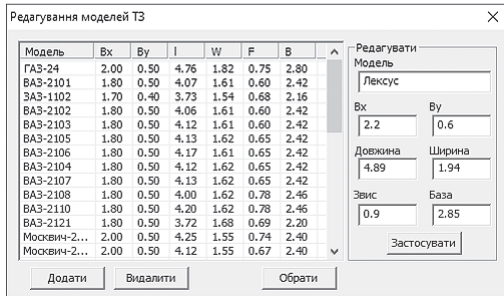 Редагування моделей ТЗ
Модель Bx By l W F B
ГАЗ-24 2.00 0.50 4.76 1.82 0.75 2.80
ВАЗ-2101 1.80 0.50 4.07 1.61 0.60 2.42
ЗАЗ-1102 1.70 0.40 3.73 1.54 0.68 2.16
ВАЗ-2102 1.80 0.50 4.06 1.61 0.60 2.42
ВАЗ-2103 1.80 0.50 4.12 1.61 0.60 2.42
ВАЗ-2105 1.80 0.50 4.13 1.62 0.65 2.42
ВАЗ-2106 1.80 0.50 4.17 1.61 0.65 2.42
ВАЗ-2104 1.80 0.50 4.12 1.62 0.65 2.42
ВАЗ-2107 1.80 0.50 4.13 1.62 0.65 2.42
ВАЗ-2108 1.80 0.50 4.00 1.62 0.78 2.46
ВАЗ-2110 1.80 0.50 4.20 1.62 0.78 2.46
ВАЗ-2121 1.80 0.50 3.72 1.68 0.69 2.20
Москвич-2... 2.00 0.50 4.25 1.55 0.74 2.40
Москвич-2... 2.00 0.50 4.12 1.55 0.67 2.40
Додати Видалити Обрати
Редагувати
Модель
Лексус
Bx By
2.2 0.6
Довжина Ширина
4.89 1.94
Звис База
0.9 2.85
Застосувати